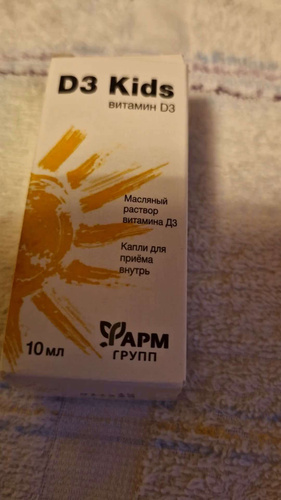 D3 Kids
витамин D3
Масляный
раствор
витамина Д3
Капли для
приёма
внутрь
ФАРМ
ГРУПП
10 мл